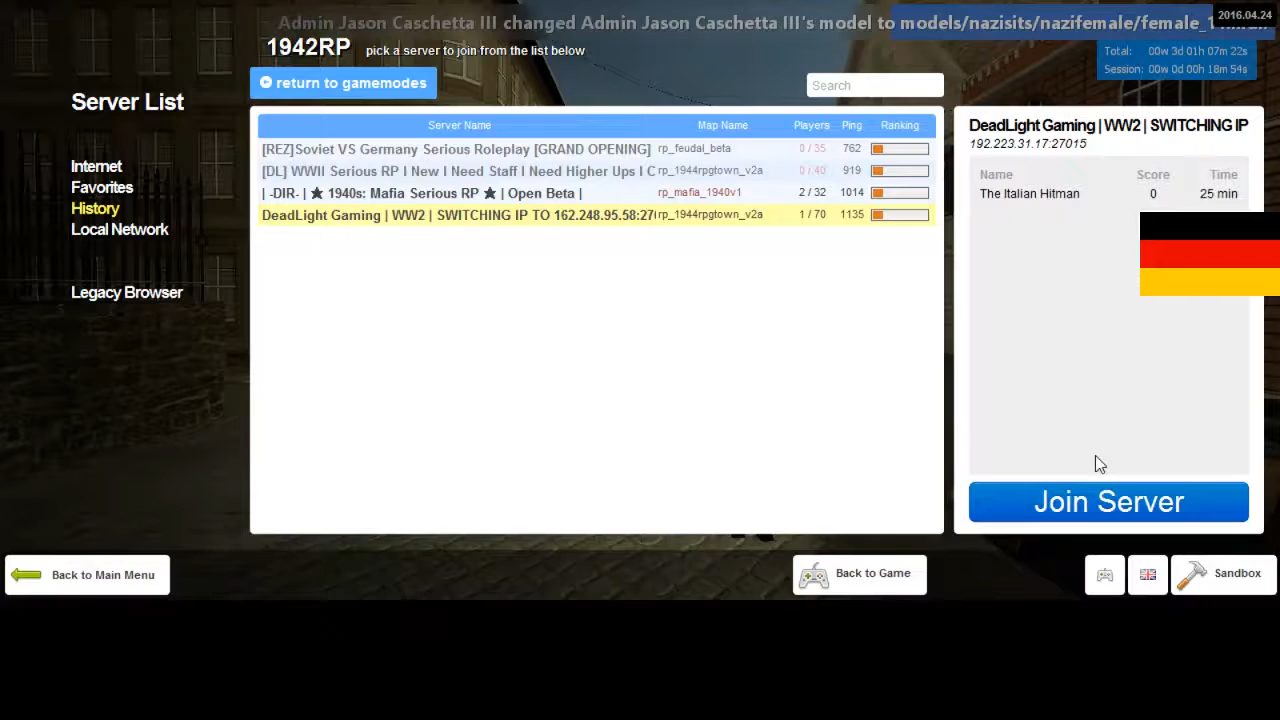 Admin Jason Caschetta III changed Admin Jason Caschetta III's model to models/nazisits/nazifemale/female_1
2016.04.24
1942RP pick a server to join from the list below
Total: 00w 3d 01h 07m 22s
Session: 00w 0d 00h 18m 54s
return to gamemodes
Search
Server List
Internet
Favorites
History
Local Network
Legacy Browser
Server Name Map Name Players Ping Ranking
[REZ]Soviet VS Germany Serious Roleplay [GRAND OPENING] rp_feudal_beta 0 / 35 762
[DL] WWII Serious RP I New I Need Staff I Need Higher Ups I C rp_1944rpgtown_v2a 0 / 40 919
| -DIR- | ★ 1940s: Mafia Serious RP ★ | Open Beta | rp_mafia_1940v1 2 / 32 1014
DeadLight Gaming | WW2 | SWITCHING IP TO 162.248.95.58:27( rp_1944rpgtown_v2a 1 / 70 1135
DeadLight Gaming | WW2 | SWITCHING IP
192.223.31.17:27015
Name Score Time
The Italian Hitman 0 25 min
Join Server
Back to Main Menu
Back to Game
Sandbox